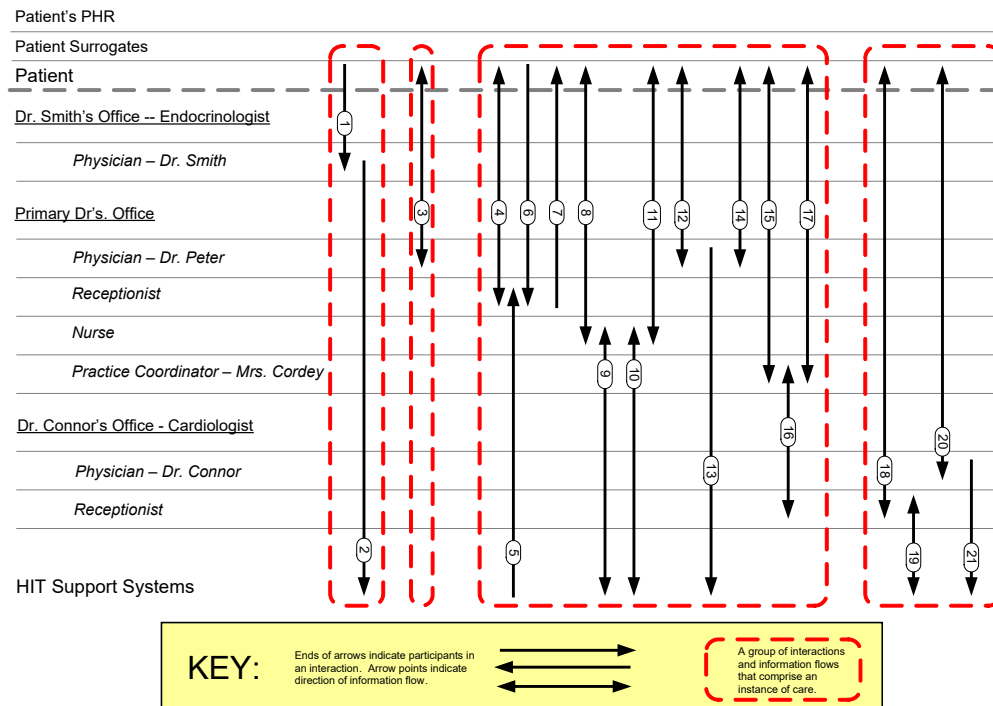 Patient's PHR
Patient Surrogates
Patient
Dr. Smith's Office -- Endocrinologist
Physician – Dr. Smith
Primary Dr's. Office
Physician – Dr. Peter
Receptionist
Nurse
Practice Coordinator – Mrs. Cordey
Dr. Connor's Office - Cardiologist
Physician – Dr. Connor
Receptionist
HIT Support Systems
1
2
3
4
5
6
7
8
9
10
11
12
13
14
15
16
17
18
19
20
21
KEY:
Ends of arrows indicate participants in
an interaction. Arrow points indicate
direction of information flow.
A group of interactions
and information flows
that comprise an
instance of care.